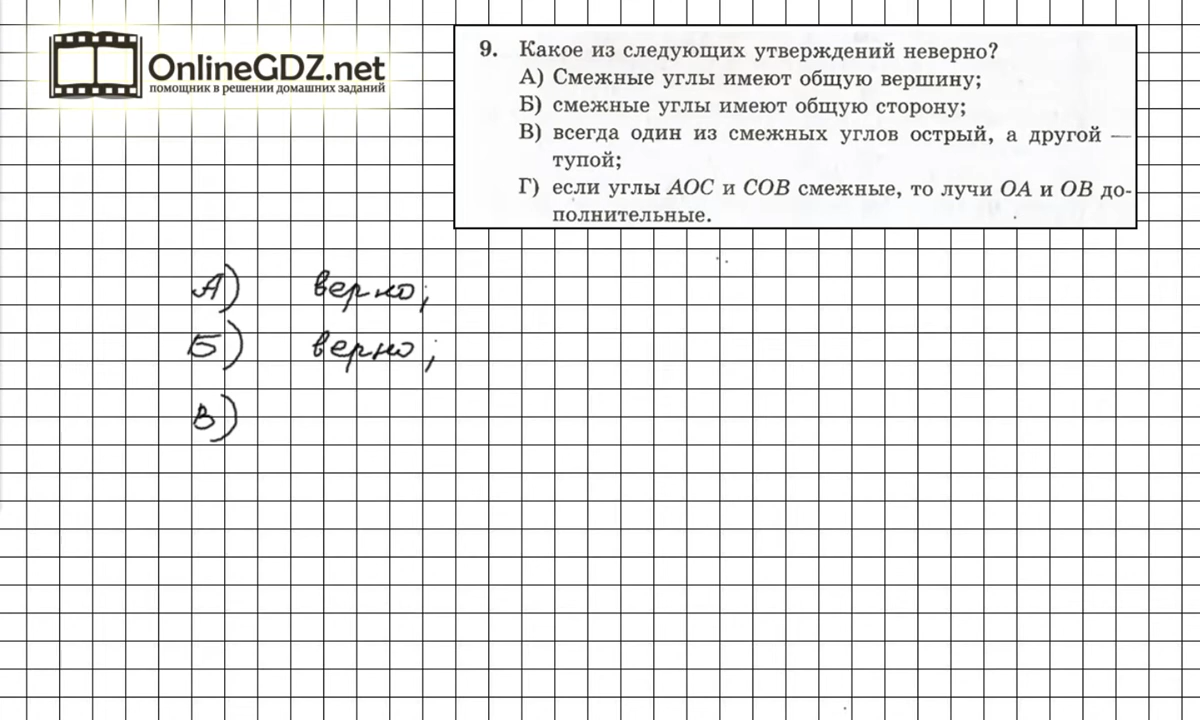 OnlineGDZ.net
помощник в решении домашних заданий
9. Какое из следующих утверждений неверно?
А) Смежные углы имеют общую вершину;
Б) смежные углы имеют общую сторону;
В) всегда один из смежных углов острый, а другой —
тупой;
Г) если углы AOC и COB смежные, то лучи OA и OB до-
полнительные.
А) верно;
Б) верно;
В)